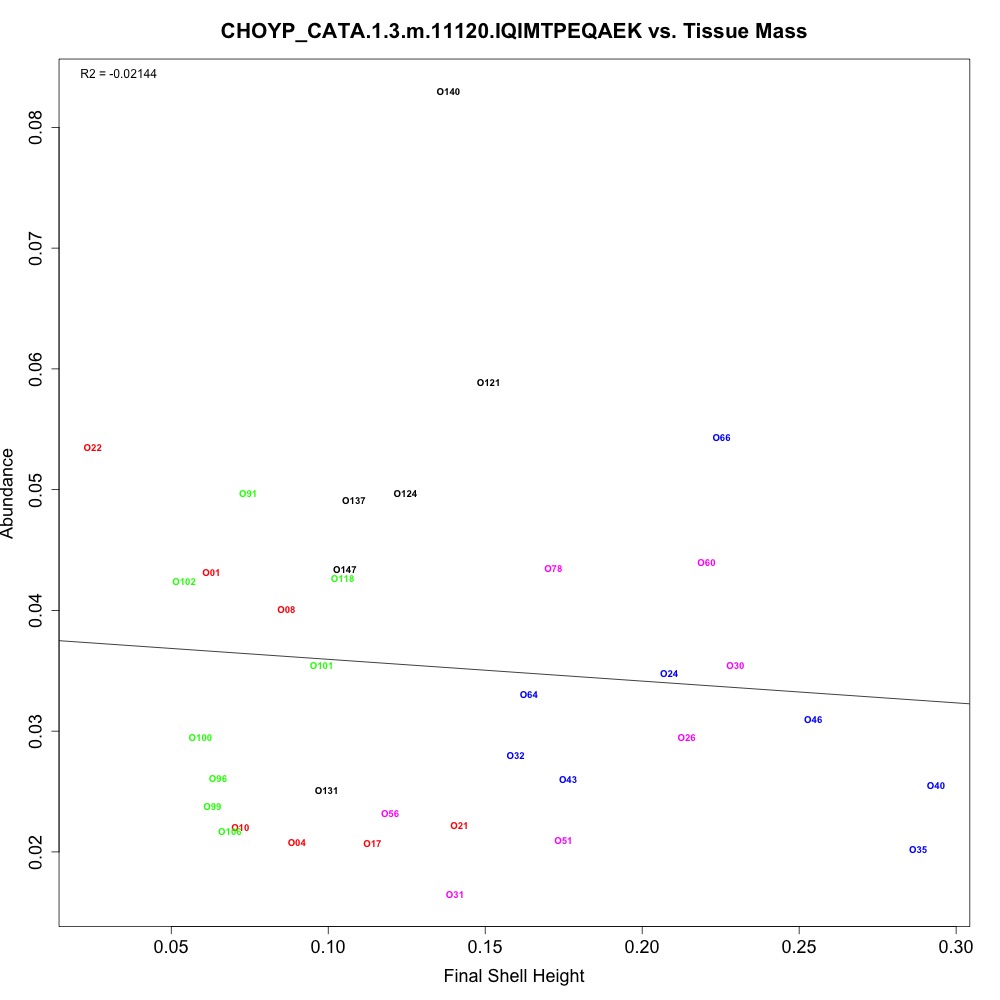 CHOYP_CATA.1.3.m.11120.IQIMTPEQAEK vs. Tissue Mass
R2 = -0.02144
O140
O121
O66
O22
O91
O124
O137
O78
O60
O01
O147
O118
O102
O08
O101
O30
O24
O64
O46
O100
O26
O32
O96
O43
O40
O131
O99
O56
O10
O21
O04
O17
O51
O35
O31
Abundance
0.08
0.07
0.06
0.05
0.04
0.03
0.02
0.05 0.10 0.15 0.20 0.25 0.30
Final Shell Height